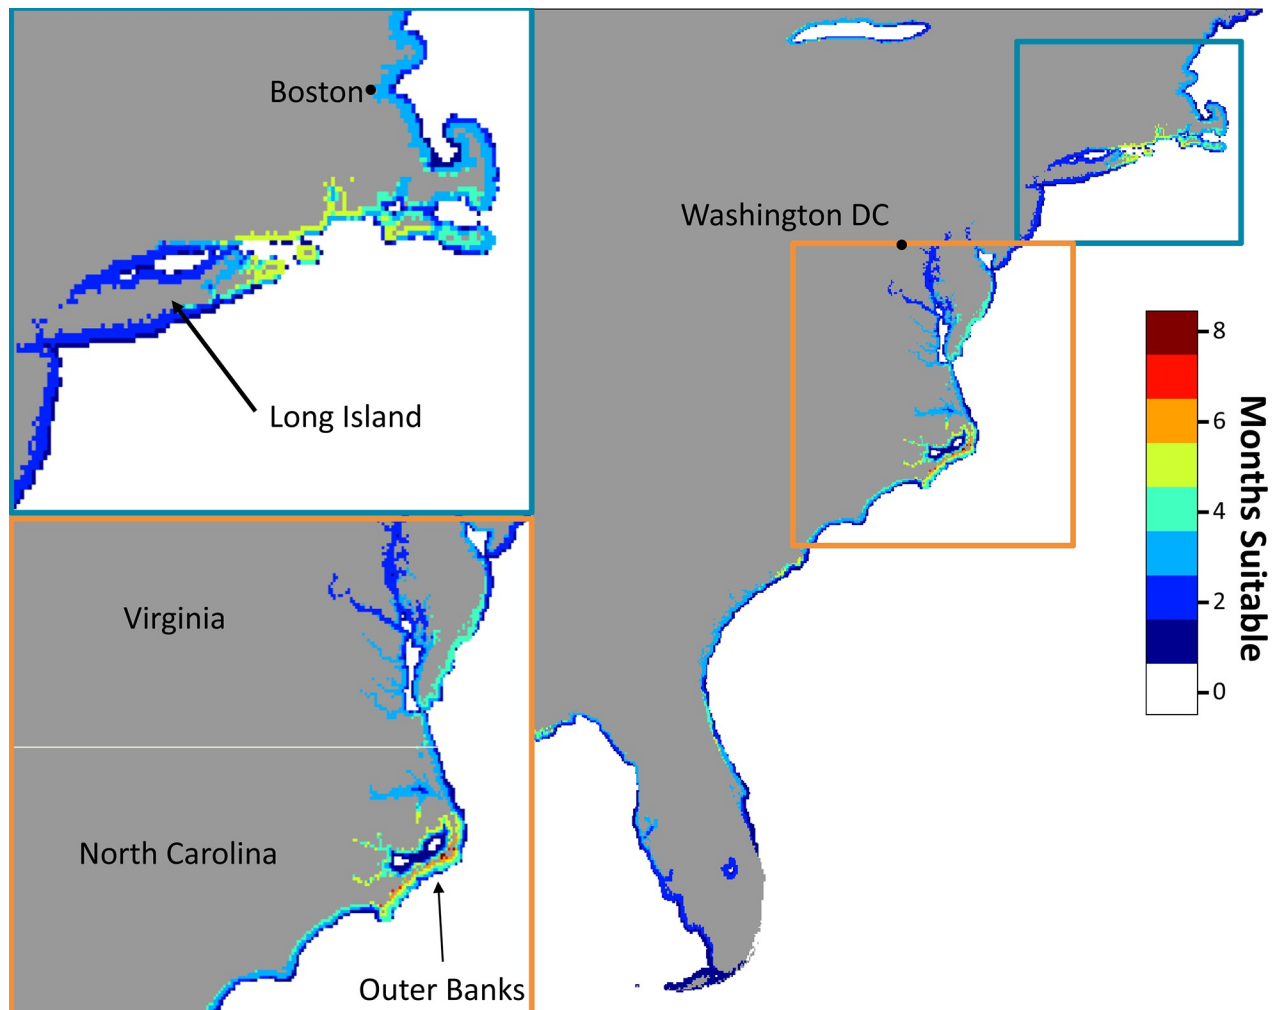 Boston
Long Island
Washington DC
Virginia
North Carolina
Outer Banks
8
6
4
2
0
Months Suitable